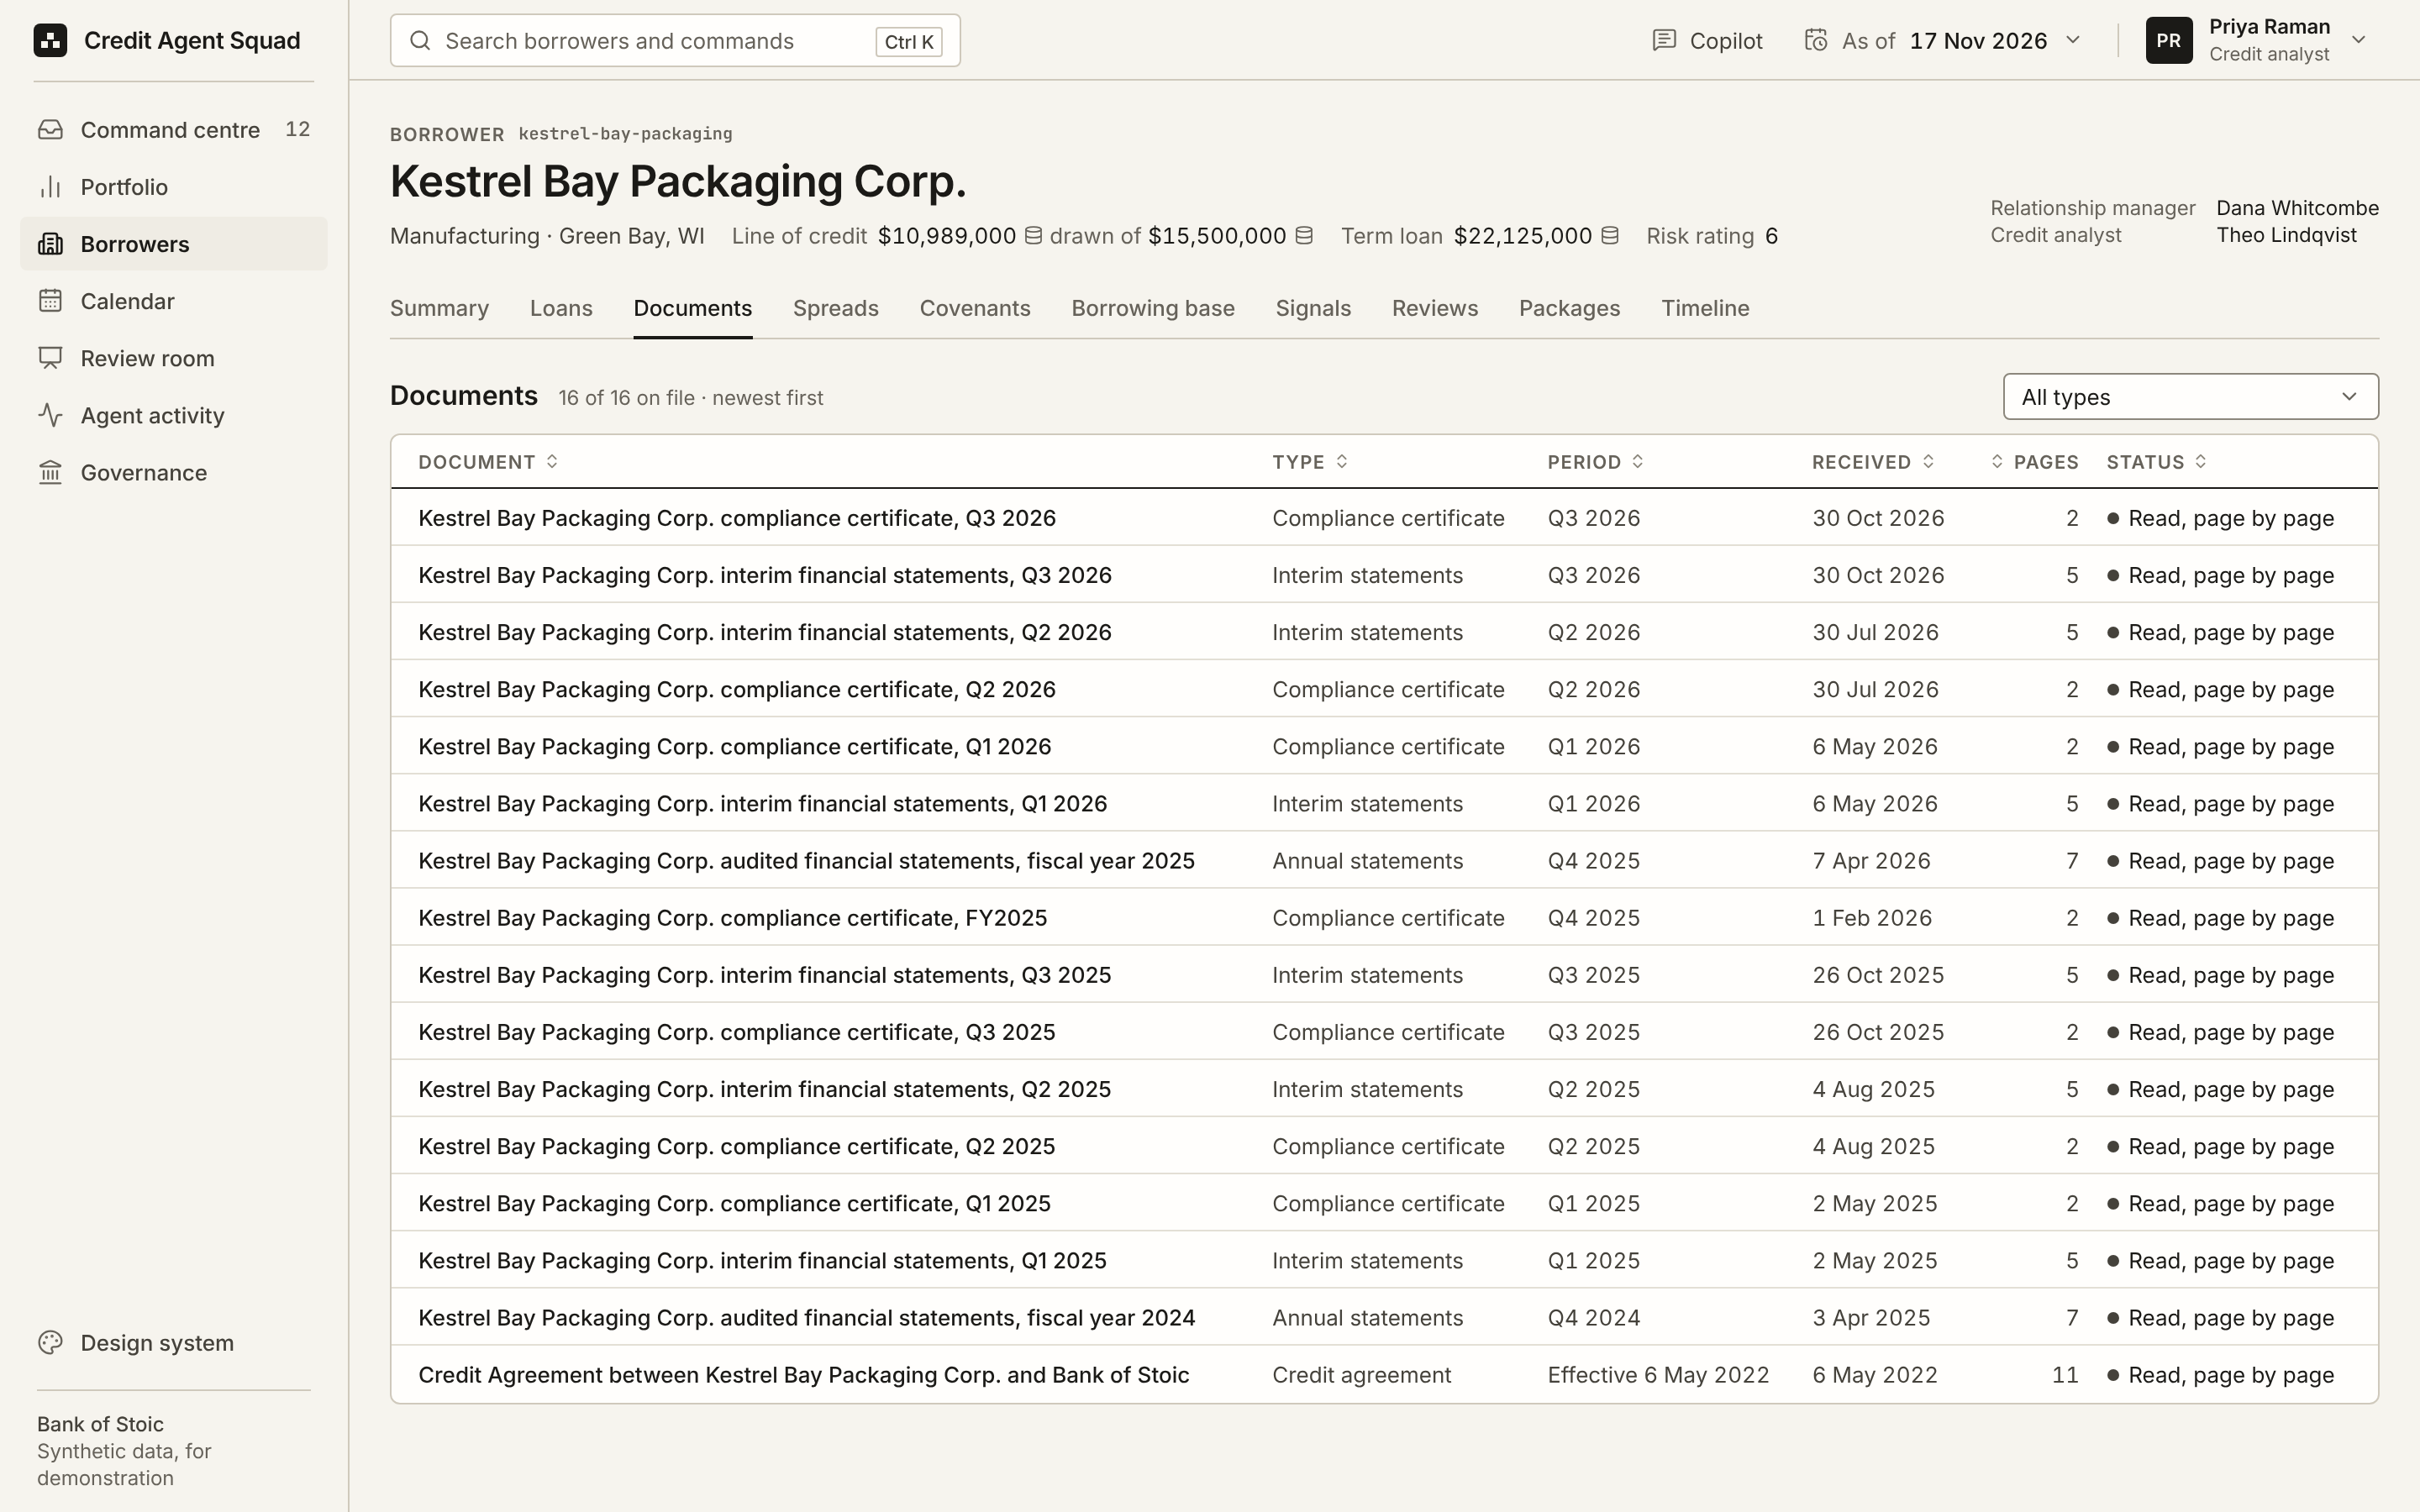 Credit Agent Squad
Search borrowers and commands Ctrl K
Copilot
As of 17 Nov 2026
PR
Priya Raman
Credit analyst
Command centre 12
Portfolio
Borrowers
Calendar
Review room
Agent activity
Governance
Design system
Bank of Stoic
Synthetic data, for
demonstration
BORROWER kestrel-bay-packaging
Kestrel Bay Packaging Corp.
Manufacturing · Green Bay, WI Line of credit $10,989,000 drawn of $15,500,000 Term loan $22,125,000 Risk rating 6
Relationship manager Dana Whitcombe
Credit analyst Theo Lindqvist
Summary Loans Documents Spreads Covenants Borrowing base Signals Reviews Packages Timeline
Documents 16 of 16 on file · newest first
All types
DOCUMENT TYPE PERIOD RECEIVED PAGES STATUS
Kestrel Bay Packaging Corp. compliance certificate, Q3 2026 Compliance certificate Q3 2026 30 Oct 2026 2 Read, page by page
Kestrel Bay Packaging Corp. interim financial statements, Q3 2026 Interim statements Q3 2026 30 Oct 2026 5 Read, page by page
Kestrel Bay Packaging Corp. interim financial statements, Q2 2026 Interim statements Q2 2026 30 Jul 2026 5 Read, page by page
Kestrel Bay Packaging Corp. compliance certificate, Q2 2026 Compliance certificate Q2 2026 30 Jul 2026 2 Read, page by page
Kestrel Bay Packaging Corp. compliance certificate, Q1 2026 Compliance certificate Q1 2026 6 May 2026 2 Read, page by page
Kestrel Bay Packaging Corp. interim financial statements, Q1 2026 Interim statements Q1 2026 6 May 2026 5 Read, page by page
Kestrel Bay Packaging Corp. audited financial statements, fiscal year 2025 Annual statements Q4 2025 7 Apr 2026 7 Read, page by page
Kestrel Bay Packaging Corp. compliance certificate, FY2025 Compliance certificate Q4 2025 1 Feb 2026 2 Read, page by page
Kestrel Bay Packaging Corp. interim financial statements, Q3 2025 Interim statements Q3 2025 26 Oct 2025 5 Read, page by page
Kestrel Bay Packaging Corp. compliance certificate, Q3 2025 Compliance certificate Q3 2025 26 Oct 2025 2 Read, page by page
Kestrel Bay Packaging Corp. interim financial statements, Q2 2025 Interim statements Q2 2025 4 Aug 2025 5 Read, page by page
Kestrel Bay Packaging Corp. compliance certificate, Q2 2025 Compliance certificate Q2 2025 4 Aug 2025 2 Read, page by page
Kestrel Bay Packaging Corp. compliance certificate, Q1 2025 Compliance certificate Q1 2025 2 May 2025 2 Read, page by page
Kestrel Bay Packaging Corp. interim financial statements, Q1 2025 Interim statements Q1 2025 2 May 2025 5 Read, page by page
Kestrel Bay Packaging Corp. audited financial statements, fiscal year 2024 Annual statements Q4 2024 3 Apr 2025 7 Read, page by page
Credit Agreement between Kestrel Bay Packaging Corp. and Bank of Stoic Credit agreement Effective 6 May 2022 6 May 2022 11 Read, page by page